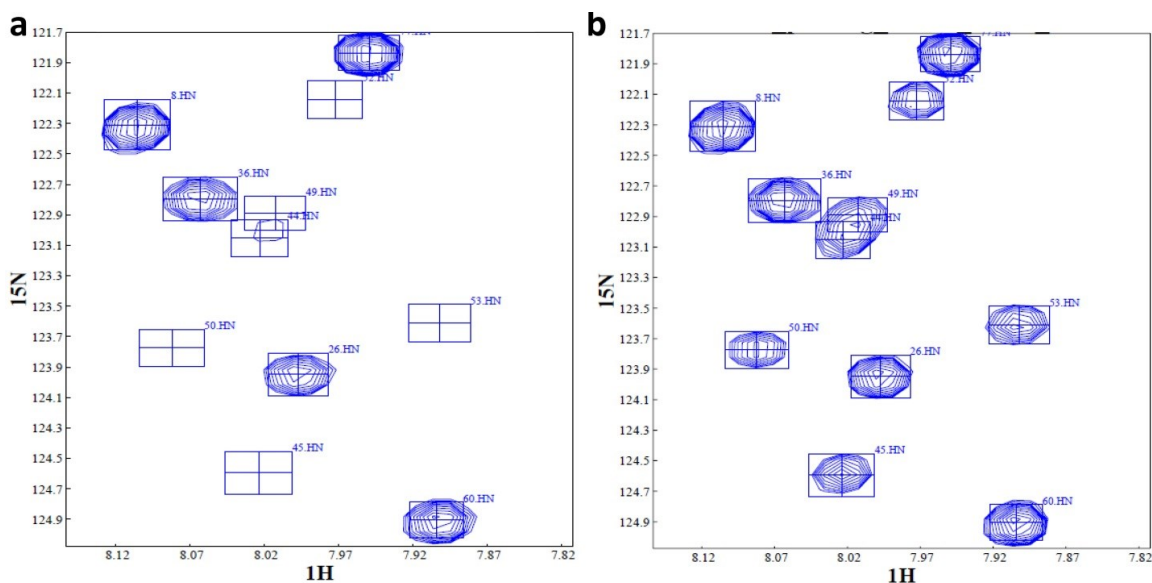 a
121.7
121.9
122.1
122.3
122.5
122.7
122.9
123.1
123.3
123.5
123.7
123.9
124.1
124.3
124.5
124.7
124.9
15N
8.12
8.07
8.02
7.97
7.92
7.87
7.82
1H
8.HN
36.HN
49.HN
44.HN
53.HN
50.HN
26.HN
45.HN
60.HN
b
121.7
121.9
122.1
122.3
122.5
122.7
122.9
123.1
123.3
123.5
123.7
123.9
124.1
124.3
124.5
124.7
124.9
15N
8.12
8.07
8.02
7.97
7.92
7.87
7.82
1H
8.HN
36.HN
49.HN
44.HN
53.HN
50.HN
26.HN
45.HN
60.HN